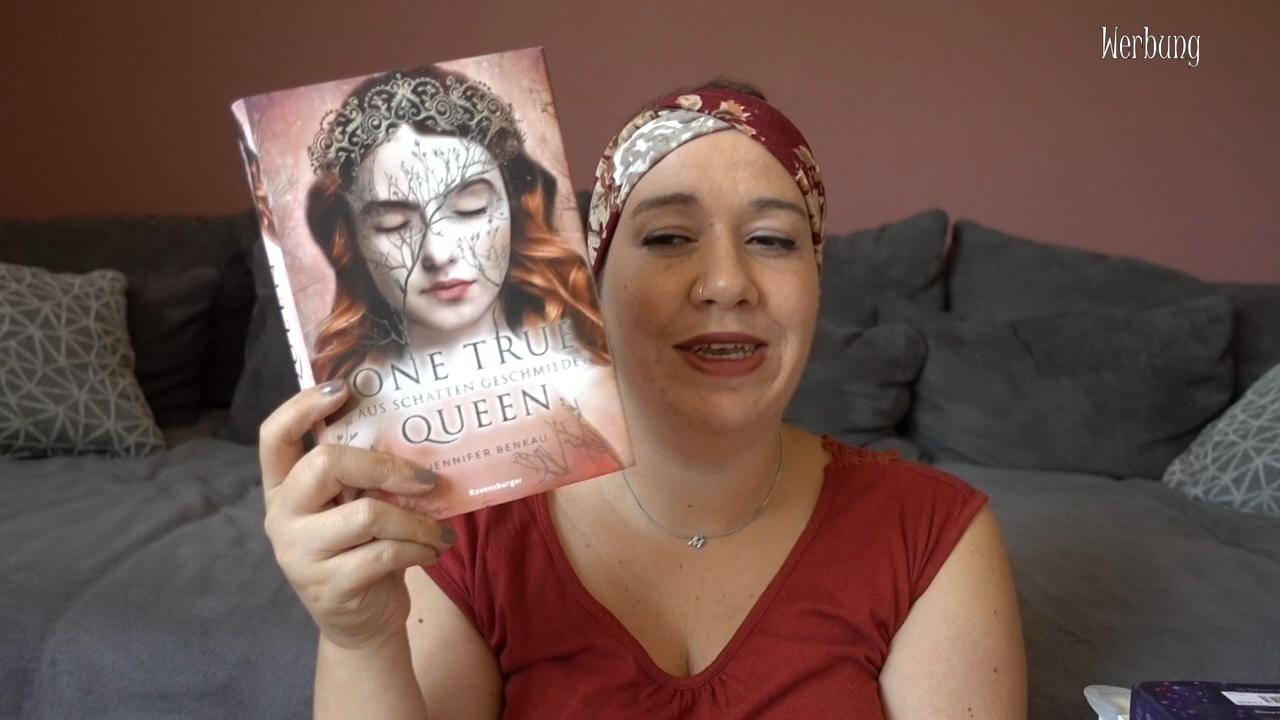 Werbung
ONE TRUE
AUS SCHATTEN GESCHMIEDET
QUEEN
JENNIFER BENKAU
Ravensburger
M